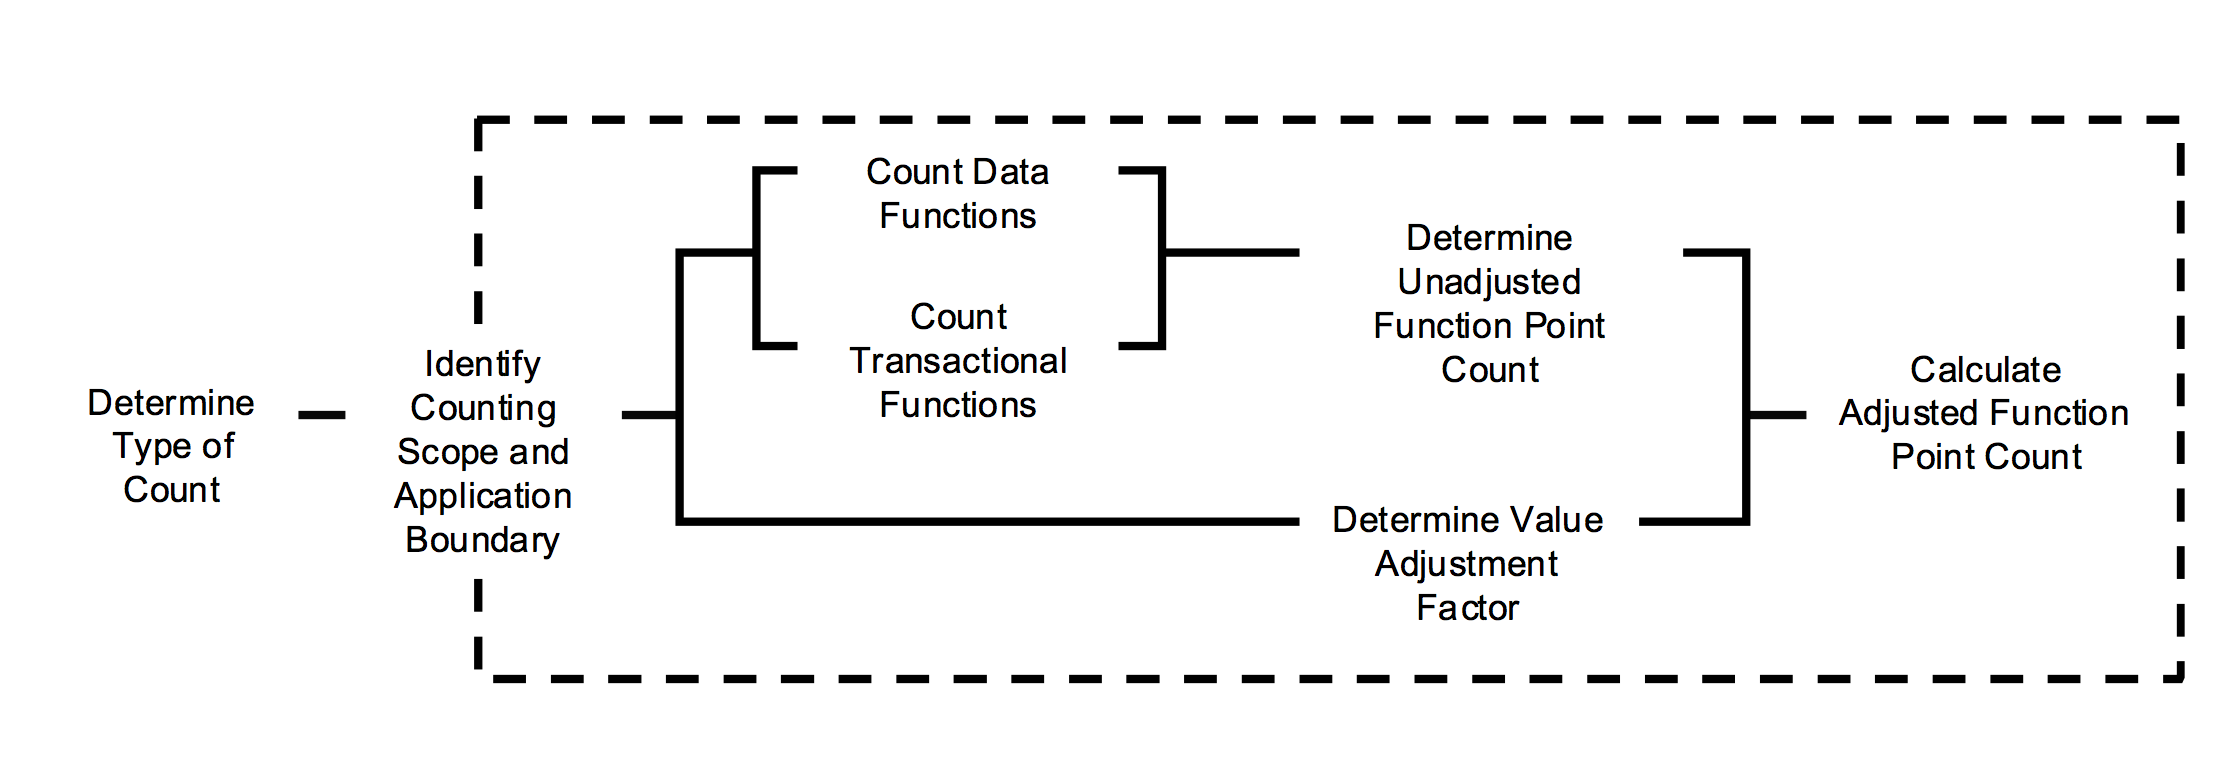 Determine
Type of
Count
Identify
Counting
Scope and
Application
Boundary
Count Data
Functions
Count
Transactional
Functions
Determine
Unadjusted
Function Point
Count
Determine Value
Adjustment
Factor
Calculate
Adjusted Function
Point Count